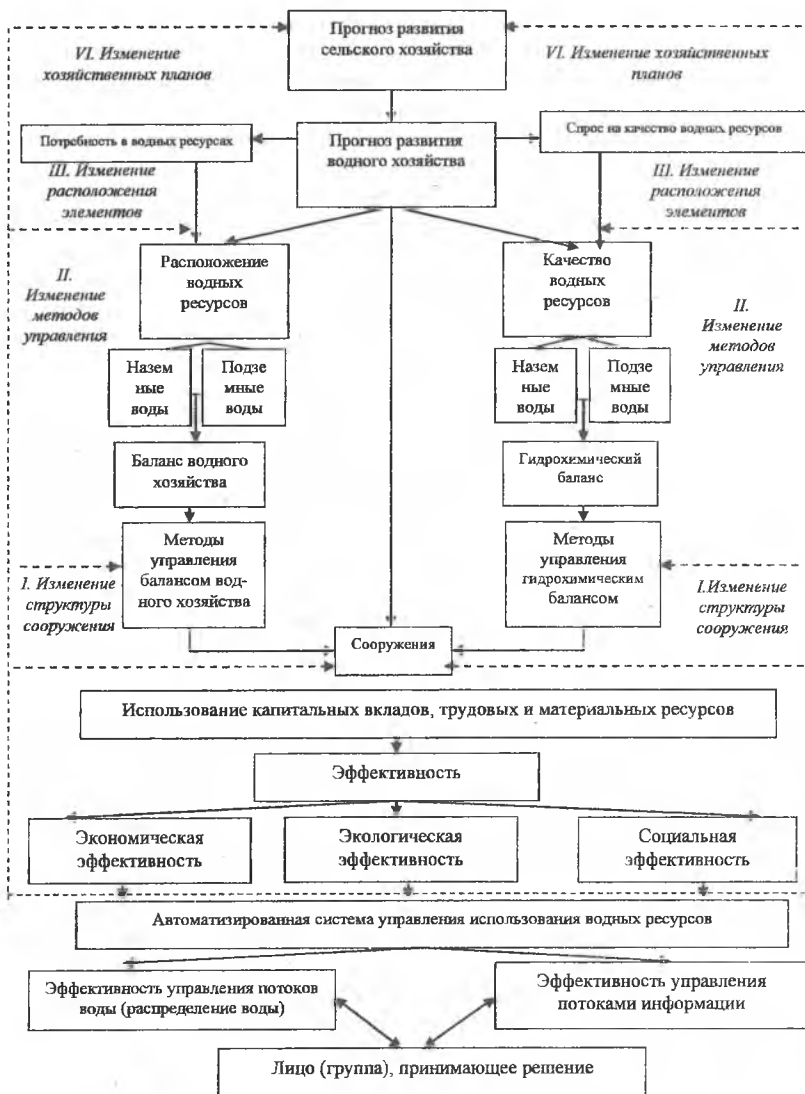 Прогноз развития
сельского хозяйства
VI. Изменение
хозяйственных планов
VI. Изменение хозяйственных
планов
Потребность в водных ресурсах
Прогноз развития
водного хозяйства
Спрос на качество водных ресурсов
III. Изменение
расположения
элементов
III. Изменение
расположения
элементов
Расположение
водных
ресурсов
Качество
водных
ресурсов
II.
Изменение
методов
управления
II.
Изменение
методов
управления
Назем
ные
воды
Подзе
мные
воды
Назем
ные
воды
Подзе
мные
воды
Баланс водного
хозяйства
Гидрохимический
баланс
Методы
управления
балансом вод-
ного хозяйства
Методы
управления
гидрохимическим
балансом
I. Изменение
структуры
сооружения
I.Изменение
структуры
сооружения
Сооружения
Использование капитальных вкладов, трудовых и материальных ресурсов
Эффективность
Экономическая
эффективность
Экологическая
эффективность
Социальная
эффективность
Автоматизированная система управления использования водных ресурсов
Эффективность управления потоков
воды (распределение воды)
Эффективность управления
потоками информации
Лицо (группа), принимающее решение